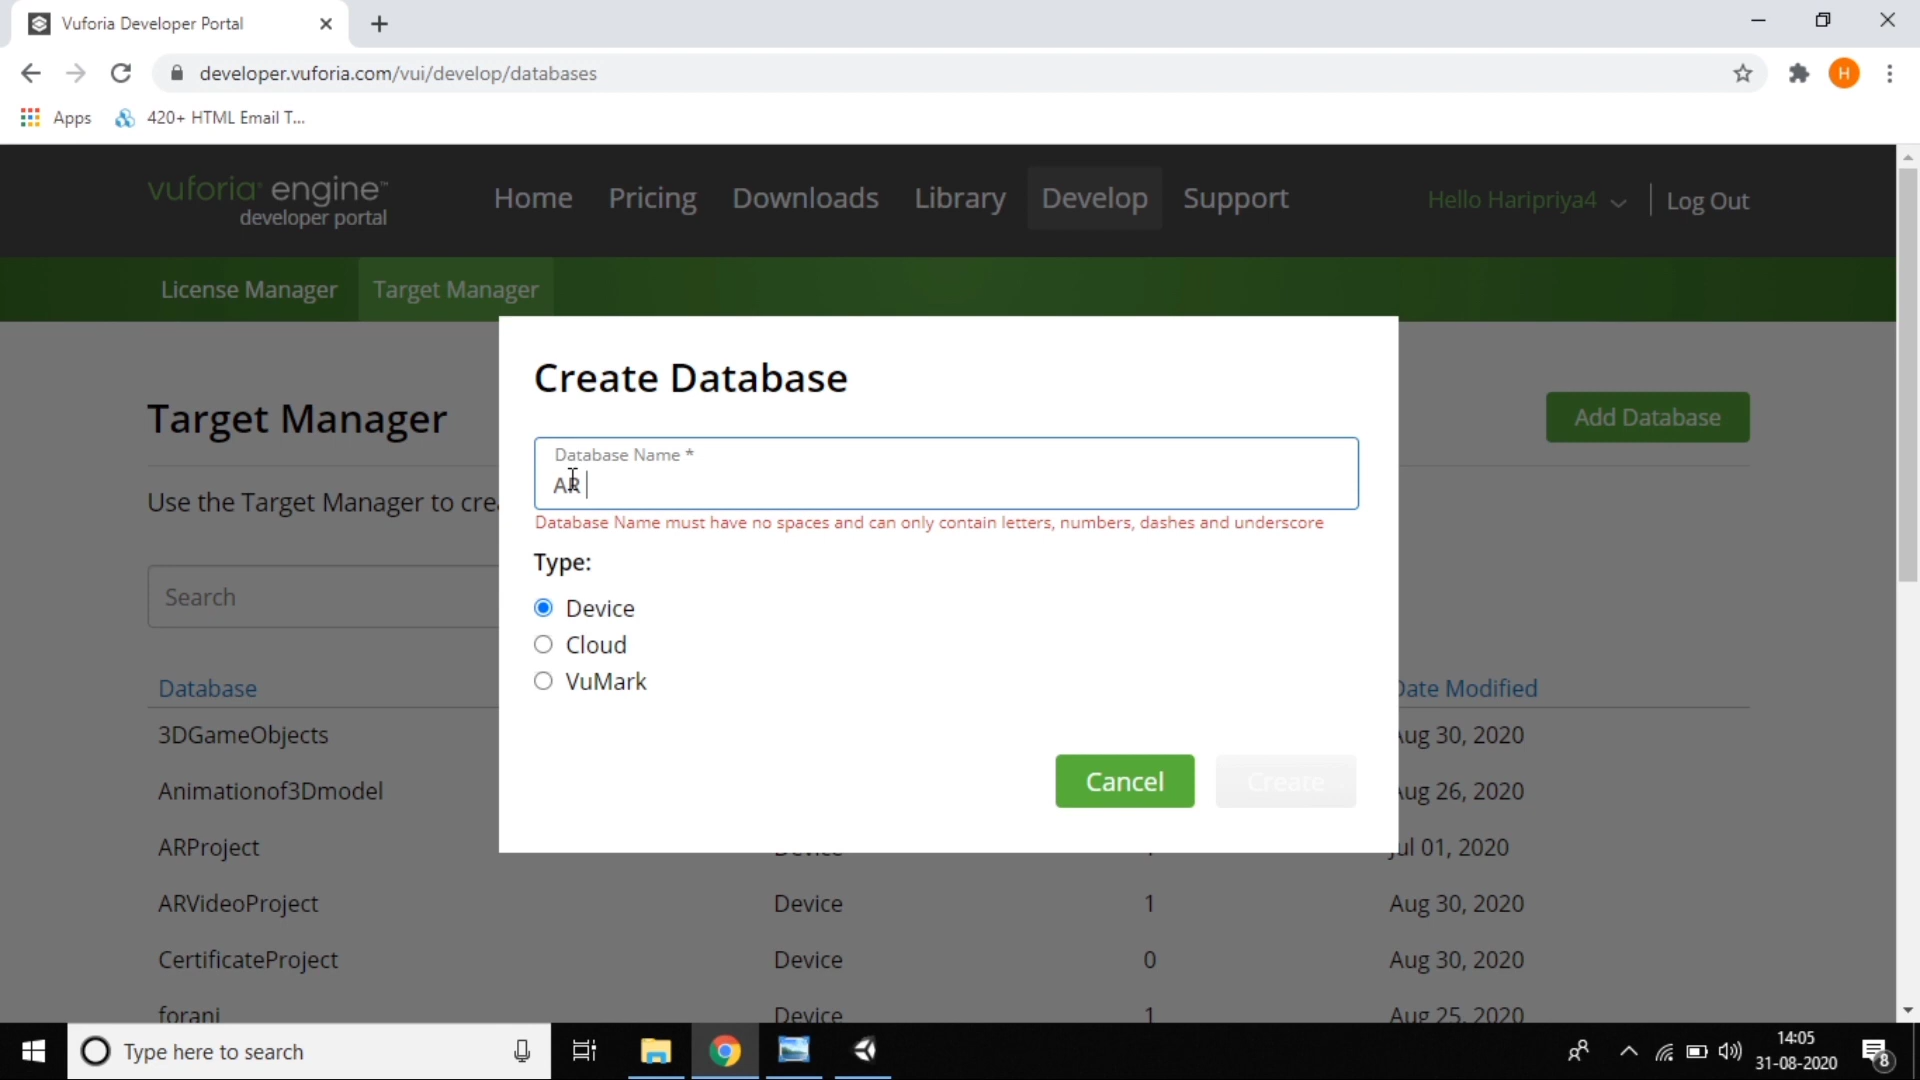 Vuforia Developer Portal
developer.vuforia.com/vui/develop/databases
H
Apps
420+ HTML Email T...
vuforia® engine™
developer portal
Home
Pricing
Downloads
Library
Develop
Support
Hello Haripriya4
Log Out
License Manager
Target Manager
Create Database
Target Manager
Add Database
Database Name *
AR
Use the Target Manager to crea
Database Name must have no spaces and can only contain letters, numbers, dashes and underscore
Type:
Search
Device
Cloud
VuMark
Database
Date Modified
3DGameObjects
Aug 30, 2020
Animationof3Dmodel
Aug 26, 2020
Cancel
Create
ARProject
Device
Jul 01, 2020
ARVideoProject
Device
1
Aug 30, 2020
CertificateProject
Device
0
Aug 30, 2020
forani
Device
1
Aug 25, 2020
Type here to search
14:05
31-08-2020
8